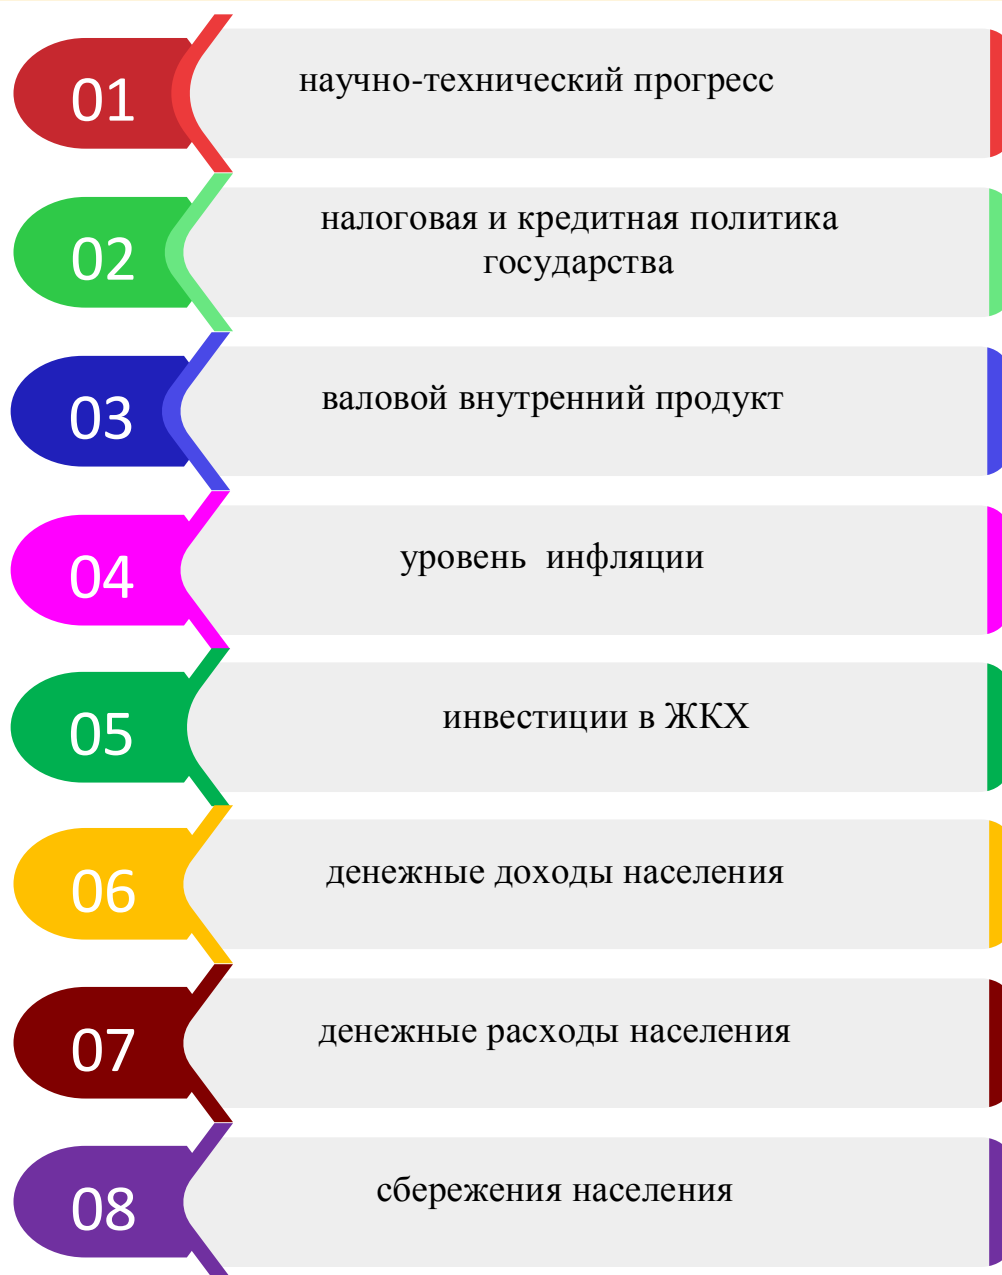 01
научно-технический прогресс
02
налоговая и кредитная политика
государства
03
валовой внутренний продукт
04
уровень  инфляции
05
инвестиции в ЖКХ
06
денежные доходы населения
07
денежные расходы населения
08
сбережения населения